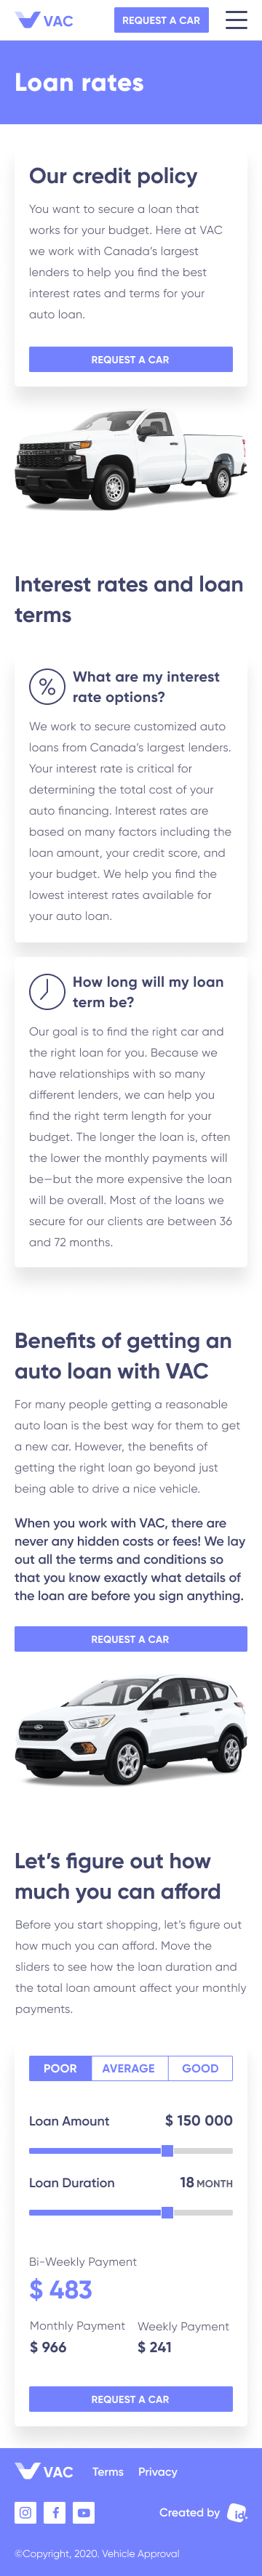 VAC
REQUEST A CAR
Loan rates
Our credit policy
You want to secure a loan that
works for your budget. Here at VAC
we work with Canada’s largest
lenders to help you find the best
interest rates and terms for your
auto loan.
REQUEST A CAR
Interest rates and loan
terms
%
What are my interest
rate options?
We work to secure customized auto
loans from Canada’s largest lenders.
Your interest rate is critical for
determining the total cost of your
auto financing. Interest rates are
based on many factors including the
loan amount, your credit score, and
your budget. We help you find the
lowest interest rates available for
your auto loan.
How long will my loan
term be?
Our goal is to find the right car and
the right loan for you. Because we
have relationships with so many
different lenders, we can help you
find the right term length for your
budget. The longer the loan is, often
the lower the monthly payments will
be—but the more expensive the loan
will be overall. Most of the loans we
secure for our clients are between 36
and 72 months.
Benefits of getting an
auto loan with VAC
For many people getting a reasonable
auto loan is the best way for them to get
a new car. However, the benefits of
getting the right loan go beyond just
being able to drive a nice vehicle.
When you work with VAC, there are
never any hidden costs or fees! We lay
out all the terms and conditions so
that you know exactly what details of
the loan are before you sign anything.
REQUEST A CAR
Let’s figure out how
much you can afford
Before you start shopping, let’s figure out
how much you can afford. Move the
sliders to see how the loan duration and
the total loan amount affect your monthly
payments.
POOR AVERAGE GOOD
Loan Amount $ 150 000
Loan Duration 18 MONTH
Bi-Weekly Payment
$ 483
Monthly Payment Weekly Payment
$ 966 $ 241
REQUEST A CAR
VAC Terms Privacy
Created by id.
©Copyright, 2020. Vehicle Approval